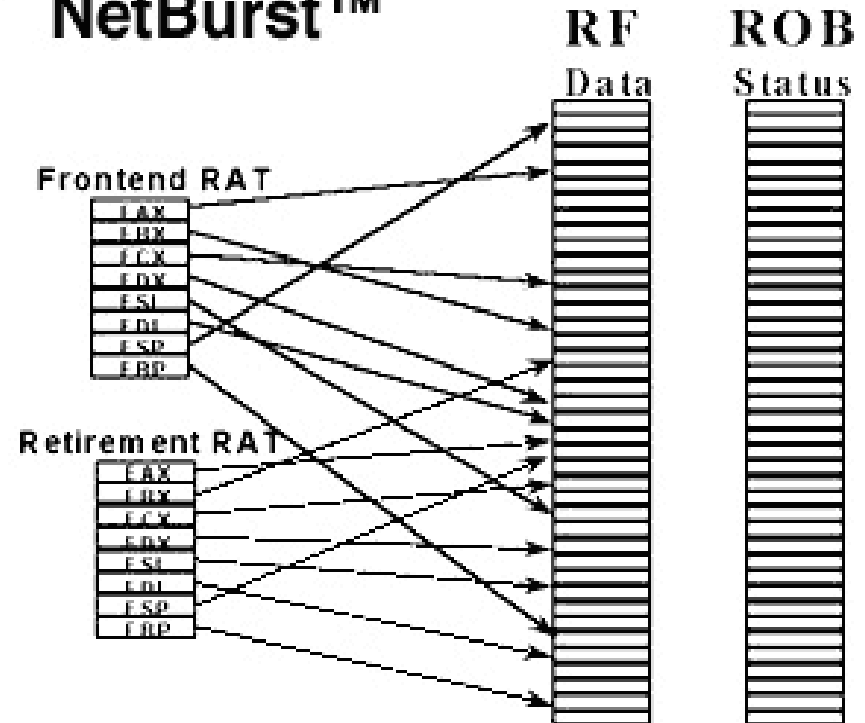 NetBurst™
RF
ROB
Data
Status
Frontend RAT
EAX
EBX
ECX
EDX
ESI
EDI
ESP
EBP
Retirement RAT
EAX
EBX
ECX
EDX
ESI
EDI
ESP
EBP